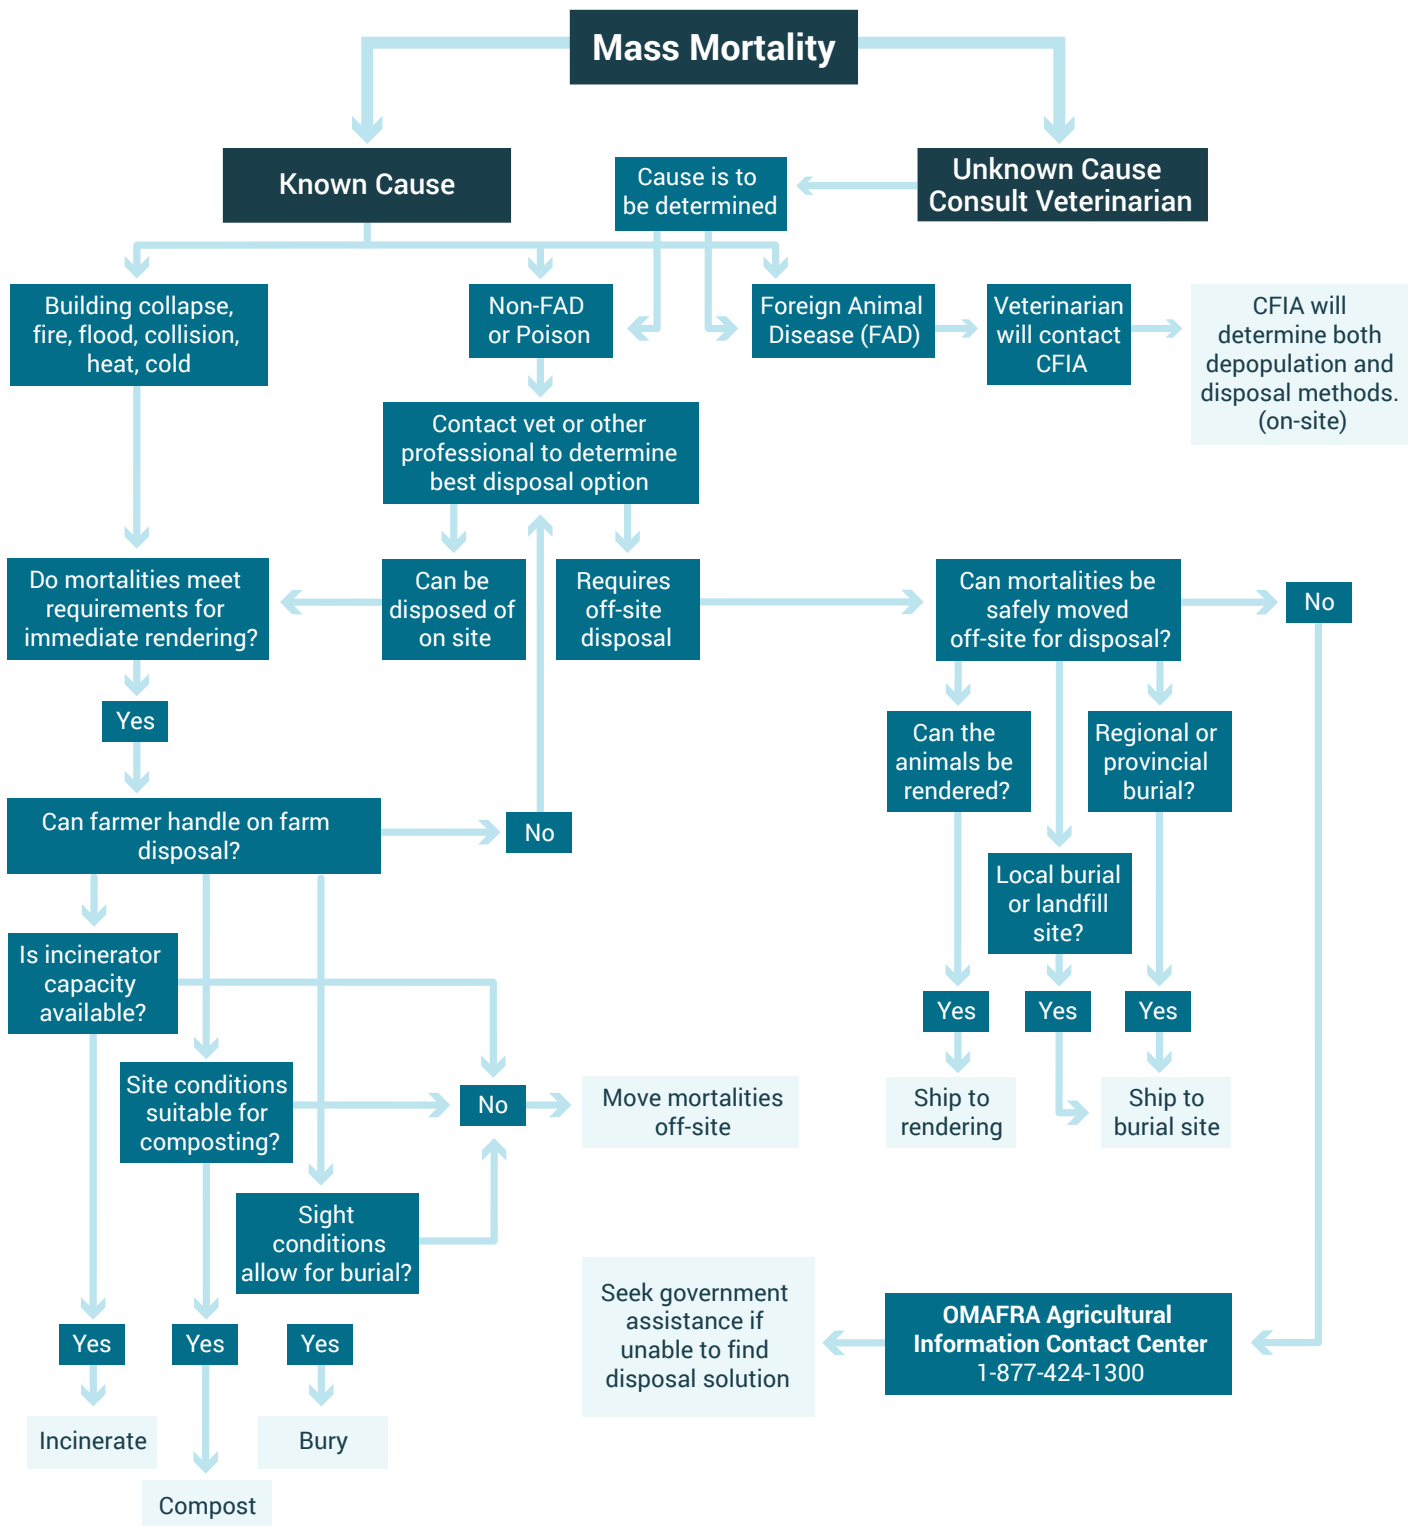 Mass Mortality
Known Cause
Cause is to
be determined
Unknown Cause
Consult Veterinarian
Building collapse,
fire, flood, collision,
heat, cold
Non-FAD
or Poison
Foreign Animal
Disease (FAD)
Veterinarian
will contact
CFIA
CFIA will
determine both
depopulation and
disposal methods.
(on-site)
Contact vet or other
professional to determine
best disposal option
Do mortalities meet
requirements for
immediate rendering?
Can be
disposed of
on site
Requires
off-site
disposal
Can mortalities be
safely moved
off-site for disposal?
No
Yes
Can the
animals be
rendered?
Regional or
provincial
burial?
Can farmer handle on farm
disposal?
No
Local burial
or landfill
site?
Is incinerator
capacity
available?
Yes
Yes
Yes
Site conditions
suitable for
composting?
No
Move mortalities
off-site
Ship to
rendering
Ship to
burial site
Sight
conditions
allow for burial?
Seek government
assistance if
unable to find
disposal solution
OMAFRA Agricultural
Information Contact Center
1-877-424-1300
Yes
Yes
Yes
Incinerate
Bury
Compost